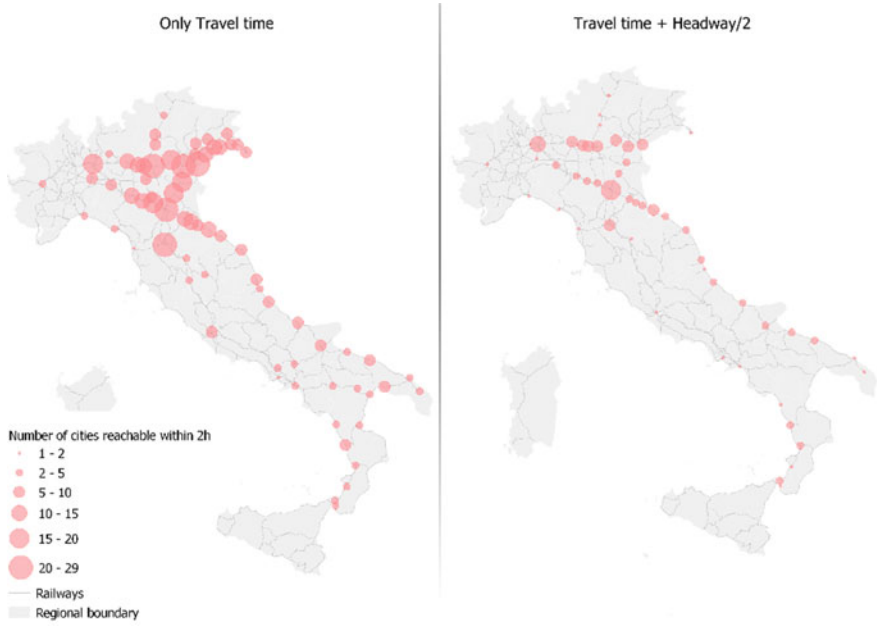 Only Travel time
Travel time + Headway/2
Number of cities reachable within 2h
1 - 2
2 - 5
5 - 10
10 - 15
15 - 20
20 - 29
Railways
Regional boundary